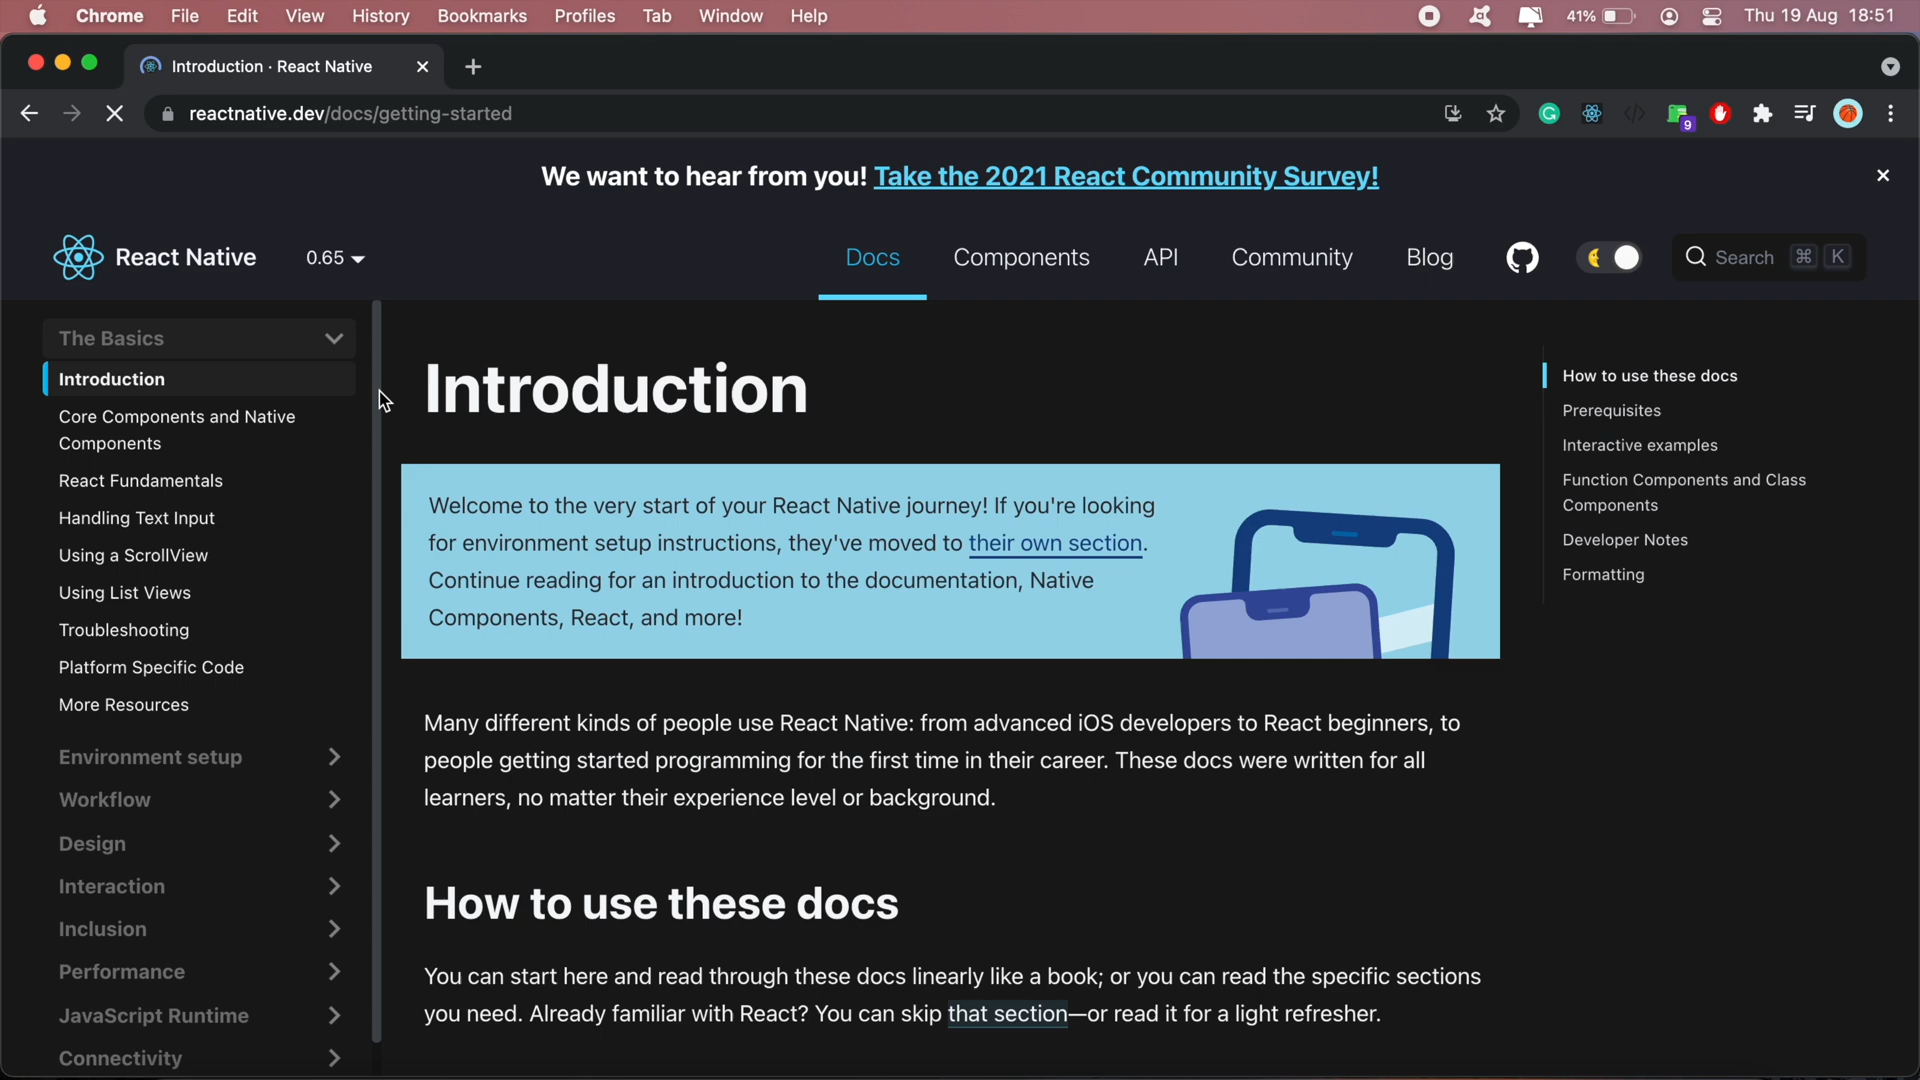 Chrome File Edit View History Bookmarks Profiles Tab Window Help 41% Thu 19 Aug 18:51
Introduction · React Native
reactnative.dev/docs/getting-started
9
We want to hear from you! Take the 2021 React Community Survey!
React Native 0.65 Docs Components API Community Blog Search ⌘ K
The Basics
Introduction
Core Components and Native
Components
React Fundamentals
Handling Text Input
Using a ScrollView
Using List Views
Troubleshooting
Platform Specific Code
More Resources
Environment setup
Workflow
Design
Interaction
Inclusion
Performance
JavaScript Runtime
Connectivity
Introduction
Welcome to the very start of your React Native journey! If you're looking
for environment setup instructions, they've moved to their own section.
Continue reading for an introduction to the documentation, Native
Components, React, and more!
Many different kinds of people use React Native: from advanced iOS developers to React beginners, to
people getting started programming for the first time in their career. These docs were written for all
learners, no matter their experience level or background.
How to use these docs
You can start here and read through these docs linearly like a book; or you can read the specific sections
you need. Already familiar with React? You can skip that section—or read it for a light refresher.
How to use these docs
Prerequisites
Interactive examples
Function Components and Class
Components
Developer Notes
Formatting